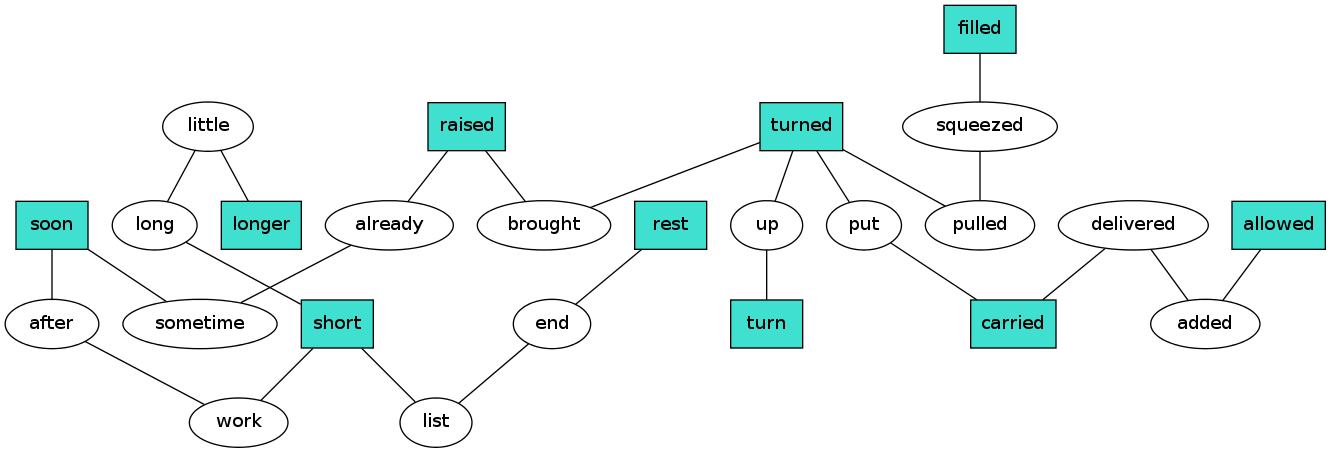 filled
little
raised
turned
squeezed
soon
long
longer
already
brought
rest
up
put
pulled
delivered
allowed
after
sometime
short
end
turn
carried
added
work
list